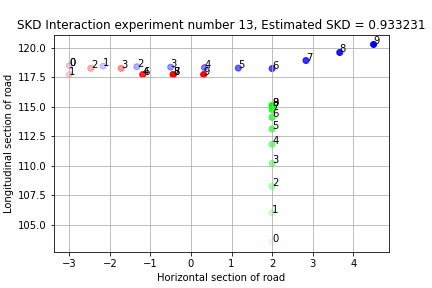 SKD Interaction experiment number 13, Estimated SKD = 0.933231
120.0
117.5
115.0
112.5
110.0
107.5
105.0
Longitudinal section of road
0 1 2 3 4 5 6 7 8 9
1 2 3
9
8
6
5
4
3
2
1
0
−3 −2 −1 0 1 2 3 4
Horizontal section of road